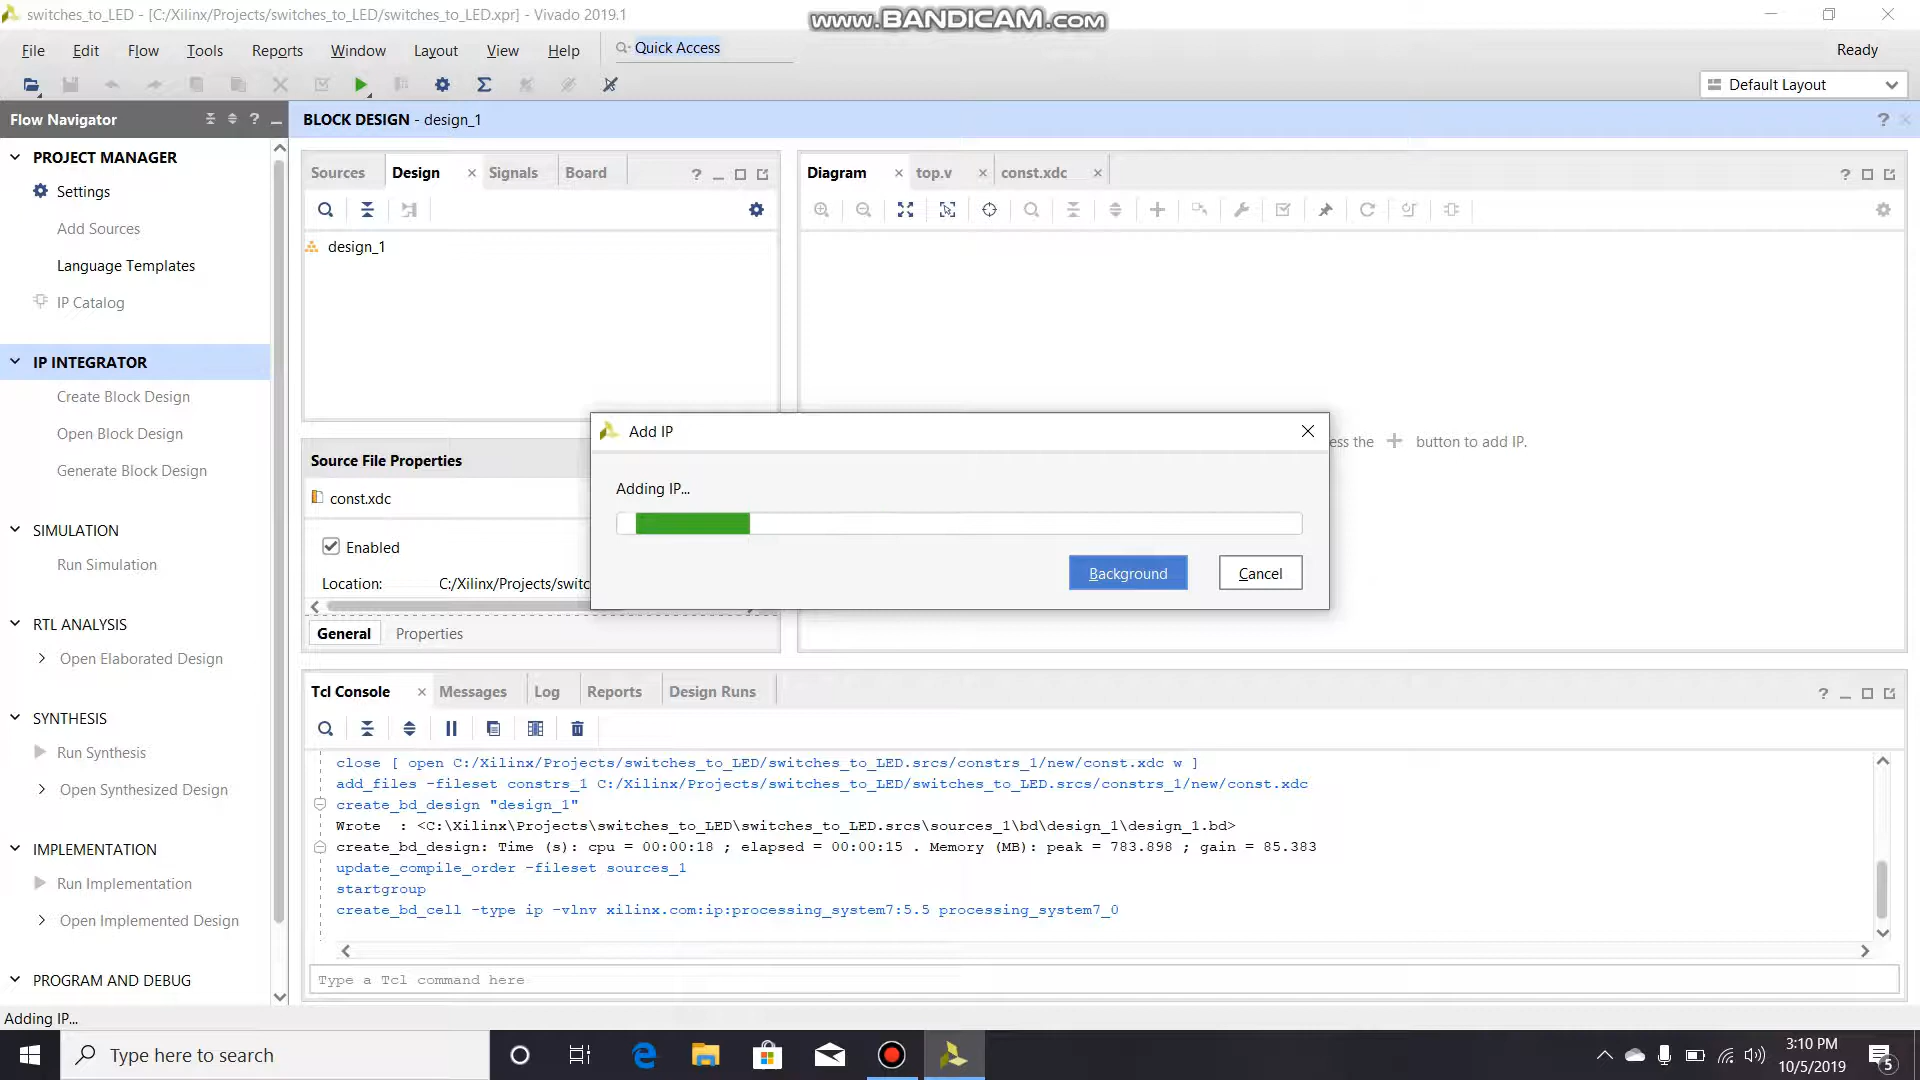 switches_to_LED - [C:/Xilinx/Projects/switches_to_LED/switches_to_LED.xpr] - Vivado 2019.1
www.BANDICAM.com
File Edit Flow Tools Reports Window Layout View Help
Quick Access
Ready
Default Layout
Flow Navigator
BLOCK DESIGN - design_1
PROJECT MANAGER
Settings
Add Sources
Language Templates
IP Catalog
IP INTEGRATOR
Create Block Design
Open Block Design
Generate Block Design
SIMULATION
Run Simulation
RTL ANALYSIS
Open Elaborated Design
SYNTHESIS
Run Synthesis
Open Synthesized Design
IMPLEMENTATION
Run Implementation
Open Implemented Design
PROGRAM AND DEBUG
Sources Design Signals Board
design_1
Source File Properties
const.xdc
Enabled
Location: C:/Xilinx/Projects/switc
General Properties
Diagram top.v const.xdc
ess the + button to add IP.
Add IP
Adding IP...
Background Cancel
Tcl Console Messages Log Reports Design Runs
close [ open C:/Xilinx/Projects/switches_to_LED/switches_to_LED.srcs/constrs_1/new/const.xdc w ]
add_files -fileset constrs_1 C:/Xilinx/Projects/switches_to_LED/switches_to_LED.srcs/constrs_1/new/const.xdc
create_bd_design "design_1"
Wrote  : <C:\Xilinx\Projects\switches_to_LED\switches_to_LED.srcs\sources_1\bd\design_1\design_1.bd>
create_bd_design: Time (s): cpu = 00:00:18 ; elapsed = 00:00:15 . Memory (MB): peak = 783.898 ; gain = 85.383
update_compile_order -fileset sources_1
startgroup
create_bd_cell -type ip -vlnv xilinx.com:ip:processing_system7:5.5 processing_system7_0
Type a Tcl command here
Adding IP...
Type here to search
3:10 PM
10/5/2019
5